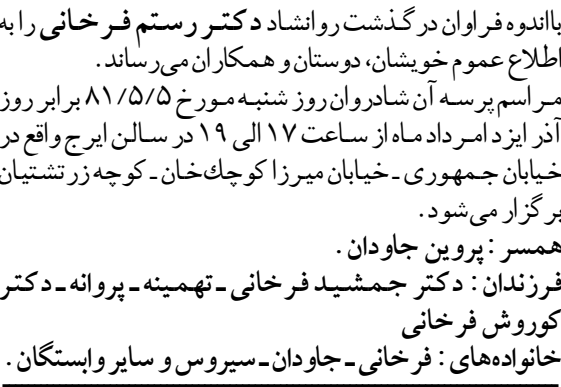 بااندوه فراوان درگذشت روانشاد دکتر رستم فرخانی را به
اطلاع عموم خویشان، دوستان و همکاران می‌رساند.
مراسم پرسه آن شادروان روز شنبه مورخ ۸۱/۵/۵ برابر روز
آذر ایزد امرداد ماه از ساعت ۱۷ الی ۱۹ در سالن ایرج واقع در
خیابان جمهوری ـ خیابان میرزا کوچك‌خان ـ کوچه زرتشتیان
برگزار می‌شود.
همسر: پروین جاودان.
فرزندان: دکتر جمشید فرخانی ـ تهمینه ـ پروانه ـ دکتر
کوروش فرخانی
خانواده‌های: فرخانی ـ جاودان ـ سیروس و سایر وابستگان.